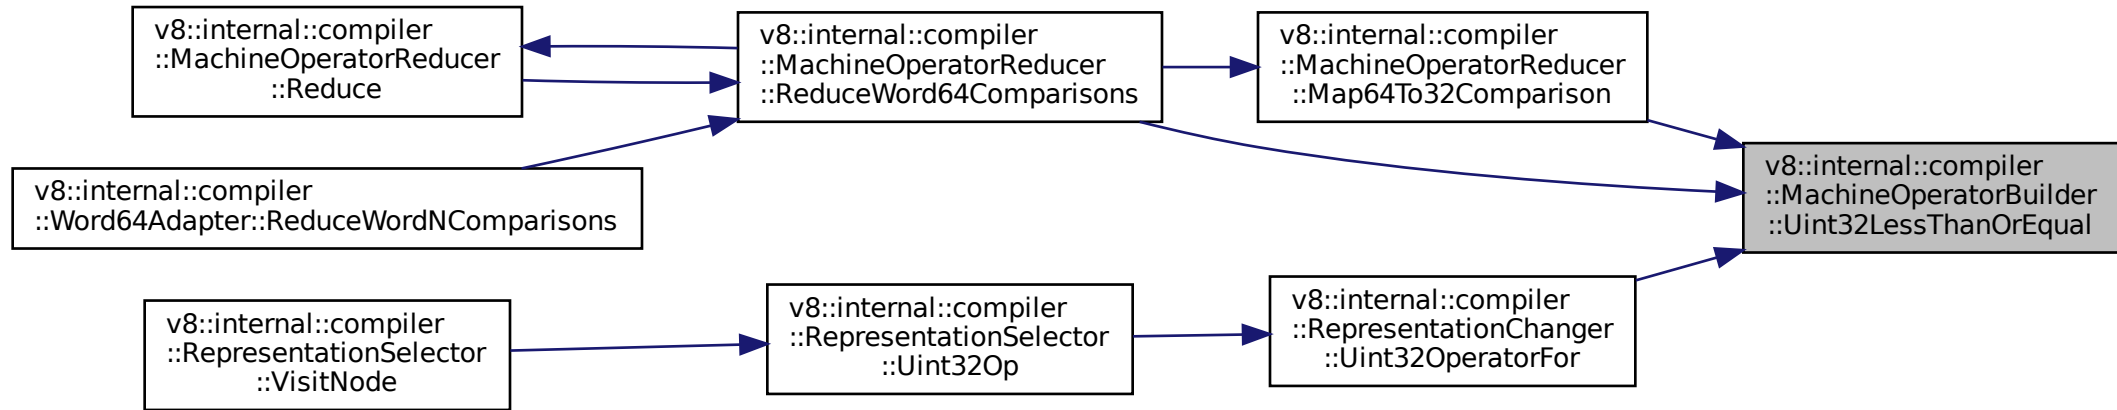 v8::internal::compiler
::MachineOperatorReducer
::Reduce
v8::internal::compiler
::MachineOperatorReducer
::ReduceWord64Comparisons
v8::internal::compiler
::MachineOperatorReducer
::Map64To32Comparison
v8::internal::compiler
::MachineOperatorBuilder
::Uint32LessThanOrEqual
v8::internal::compiler
::Word64Adapter::ReduceWordNComparisons
v8::internal::compiler
::RepresentationSelector
::VisitNode
v8::internal::compiler
::RepresentationSelector
::Uint32Op
v8::internal::compiler
::RepresentationChanger
::Uint32OperatorFor